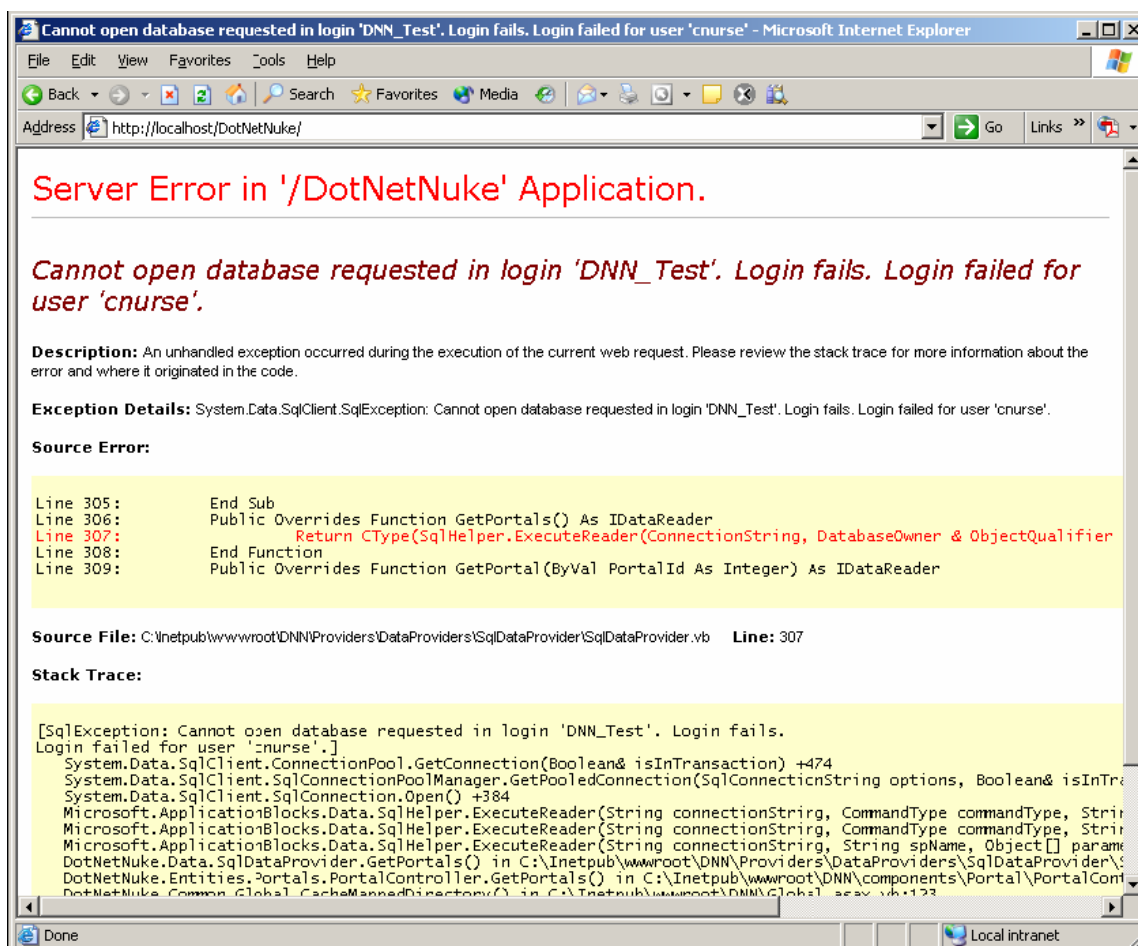 Cannot open database requested in login 'DNN_Test'. Login fails. Login failed for user 'cnurse' - Microsoft Internet Explorer
File Edit View Favorites Tools Help
Back Search Favorites Media
Address http://localhost/DotNetNuke/ Go Links »
Server Error in '/DotNetNuke' Application.
Cannot open database requested in login 'DNN_Test'. Login fails. Login failed for
user 'cnurse'.
Description: An unhandled exception occurred during the execution of the current web request. Please review the stack trace for more information about the
error and where it originated in the code.
Exception Details: System.Data.SqlClient.SqlException: Cannot open database requested in login 'DNN_Test'. Login fails. Login failed for user 'cnurse'.
Source Error:
Line 305: End Sub
Line 306: Public Overrides Function GetPortals() As IDataReader
Line 307: Return CType(SqlHelper.ExecuteReader(ConnectionString, DatabaseOwner & ObjectQualifier
Line 308: End Function
Line 309: Public Overrides Function GetPortal(ByVal PortalId As Integer) As IDataReader
Source File: C:\Inetpub\wwwroot\DNN\Providers\DataProviders\SqlDataProvider\SqlDataProvider.vb Line: 307
Stack Trace:
[SqlException: Cannot open database requested in login 'DNN_Test'. Login fails.
Login failed for user 'cnurse'.]
System.Data.SqlClient.ConnectionPool.GetConnection(Boolean& isInTransaction) +474
System.Data.SqlClient.SqlConnectionPoolManager.GetPooledConnection(SqlConnectionString options, Boolean& isInTra
System.Data.SqlClient.SqlConnection.Open() +384
Microsoft.ApplicationBlocks.Data.SqlHelper.ExecuteReader(String connectionString, CommandType commandType, Strin
Microsoft.ApplicationBlocks.Data.SqlHelper.ExecuteReader(String connectionString, CommandType commandType, Strin
Microsoft.ApplicationBlocks.Data.SqlHelper.ExecuteReader(String connectionString, String spName, Object[] parame
DotNetNuke.Data.SqlDataProvider.GetPortals() in C:\Inetpub\wwwroot\DNN\Providers\DataProviders\SqlDataProvider\S
DotNetNuke.Entities.Portals.PortalController.GetPortals() in C:\Inetpub\wwwroot\DNN\components\Portal\PortalCont
DotNetNuke.Common.Global.CacheMappedDirectory() in C:\Inetpub\wwwroot\DNN\Global.asax.vb:123
Done Local intranet